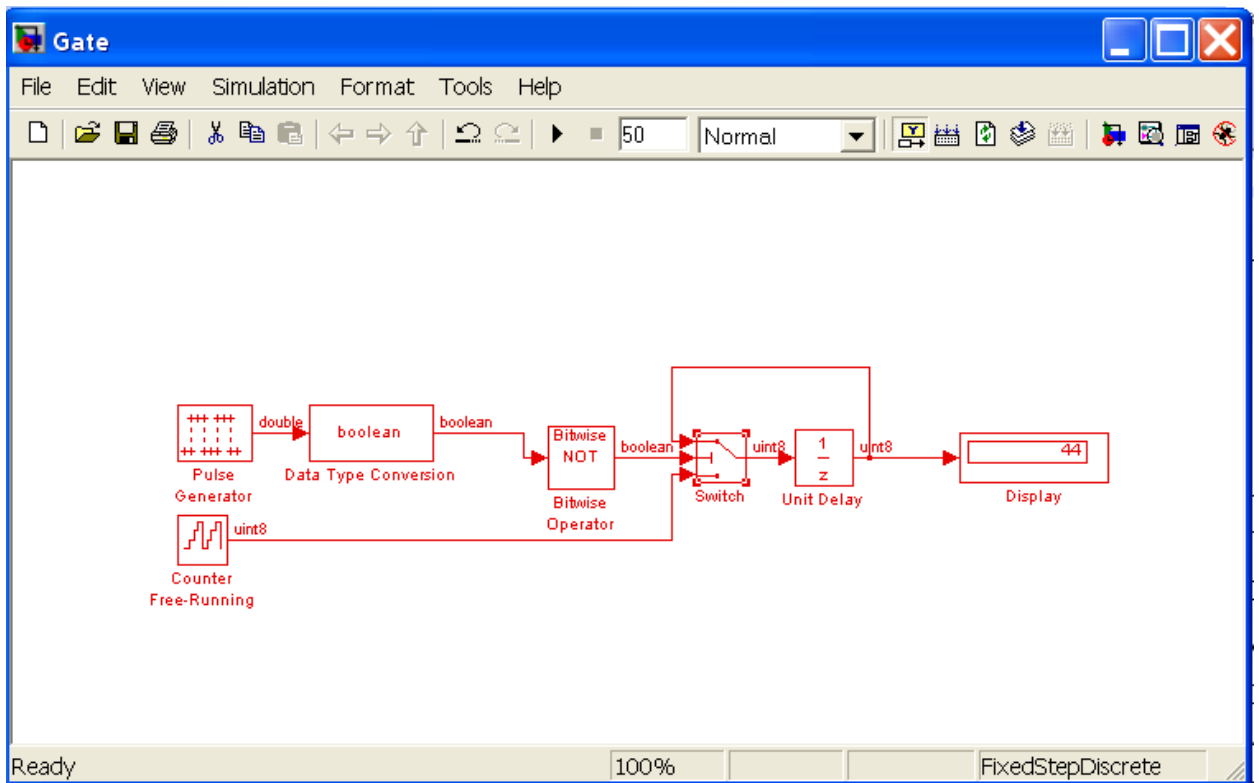 Gate
File Edit View Simulation Format Tools Help
50 Normal
double
boolean
boolean
Pulse
Generator
Data Type Conversion
Bitwise
NOT
boolean
Bitwise
Operator
uint8
Switch
1
z
uint8
Unit Delay
44
Display
uint8
Counter
Free-Running
Ready 100% FixedStepDiscrete